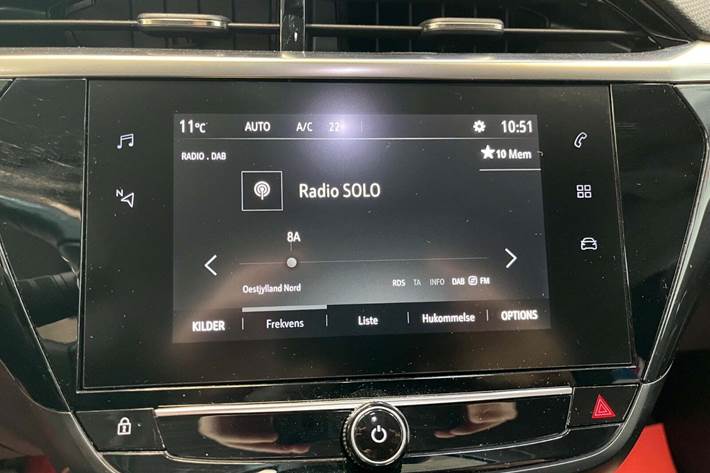 11°C AUTO A/C 22 10:51
RADIO . DAB 10 Mem
N
Radio SOLO
8A
Oestjylland Nord RDS TA INFO DAB FM
KILDER Frekvens Liste Hukommelse OPTIONS